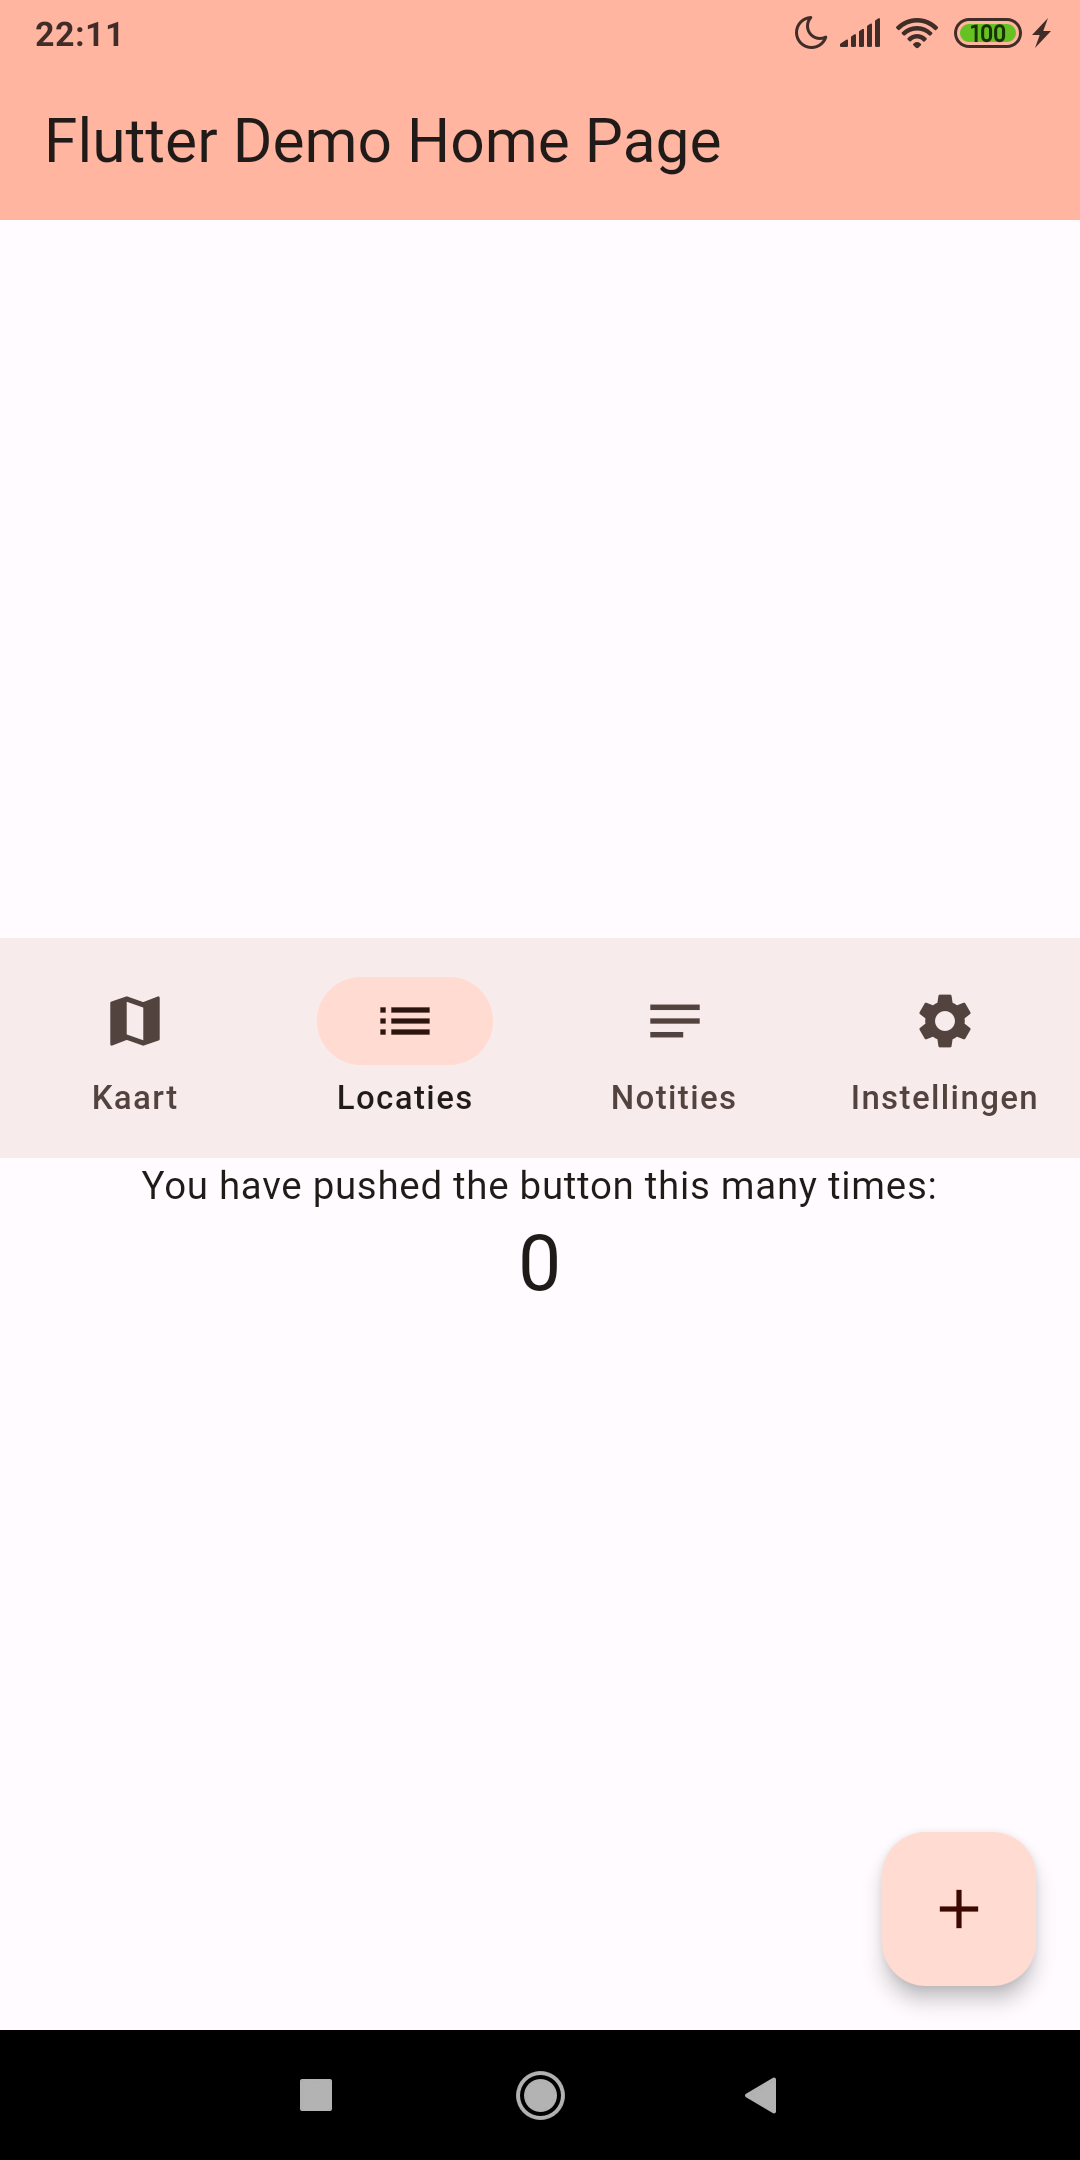 22:11
100
Flutter Demo Home Page
Kaart
Locaties
Notities
Instellingen
You have pushed the button this many times:
0